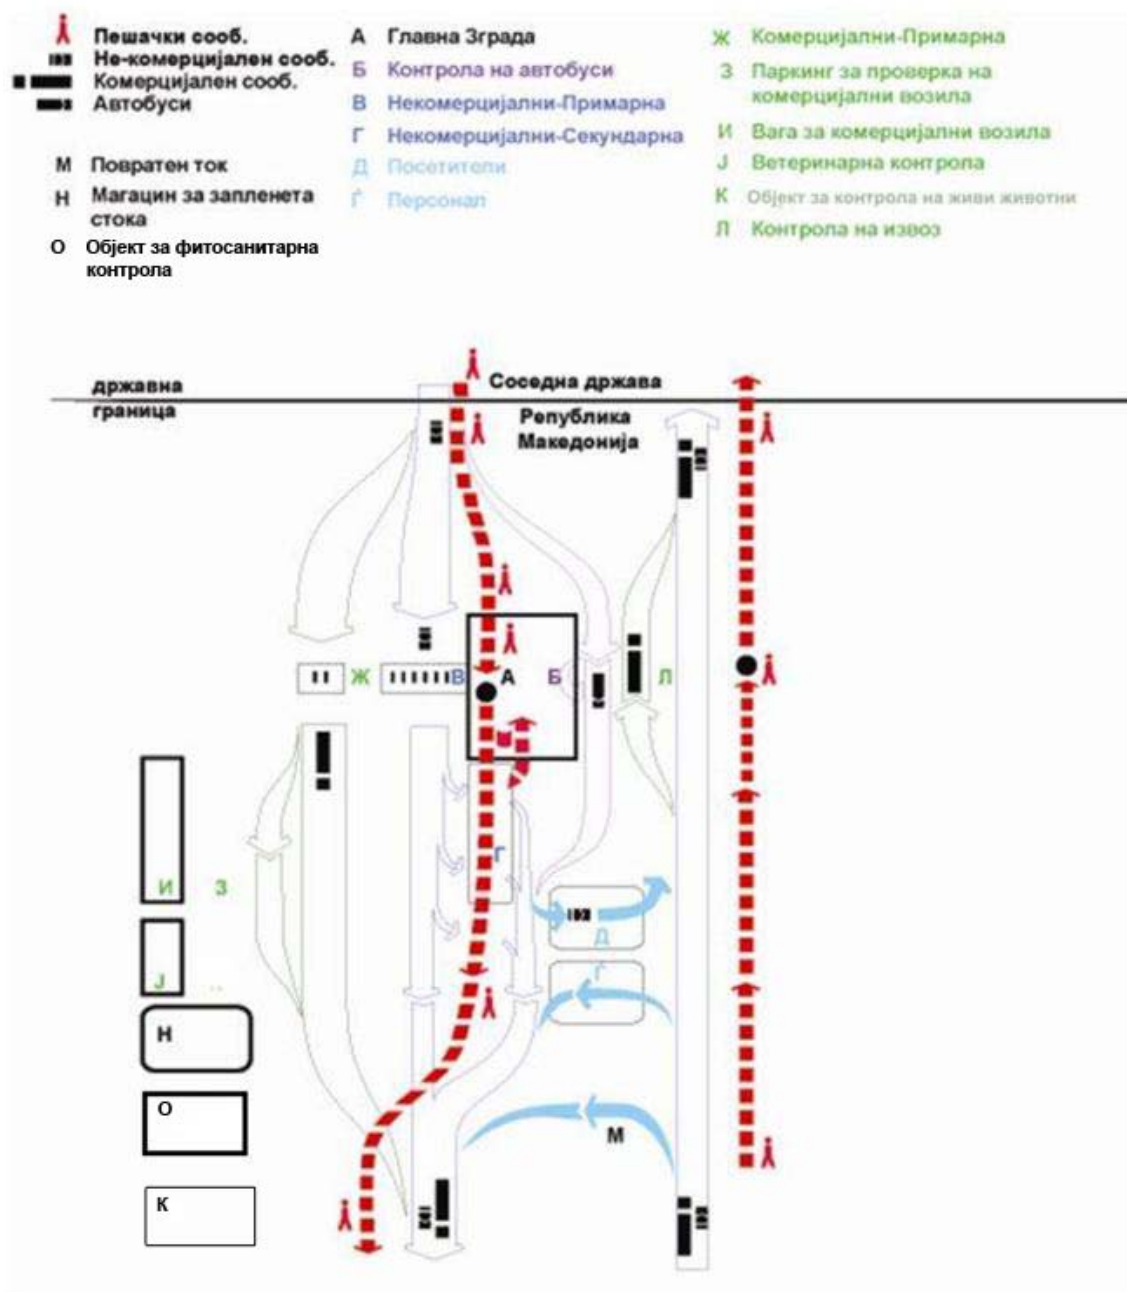 Пешачки сооб.
Не-комерцијален сооб.
Комерцијален сооб.
Автобуси
М Повратен ток
Н Магацин за запленета
стока
О Објект за фитосанитарна
контрола
А Главна Зграда
Б Контрола на автобуси
В Некомерцијални-Примарна
Г Некомерцијални-Секундарна
Д Посетители
Ѓ Персонал
Ж Комерцијални-Примарна
З Паркинг за проверка на
комерцијални возила
И Вага за комерцијални возила
Ј Ветеринарна контрола
К Објект за контрола на живи животни
Л Контрола на извоз
државна
граница
Соседна држава
Република
Македонија
Ж
В
А
Б
Л
Г
И
З
Д
Ѓ
Ј
Н
О
М
К